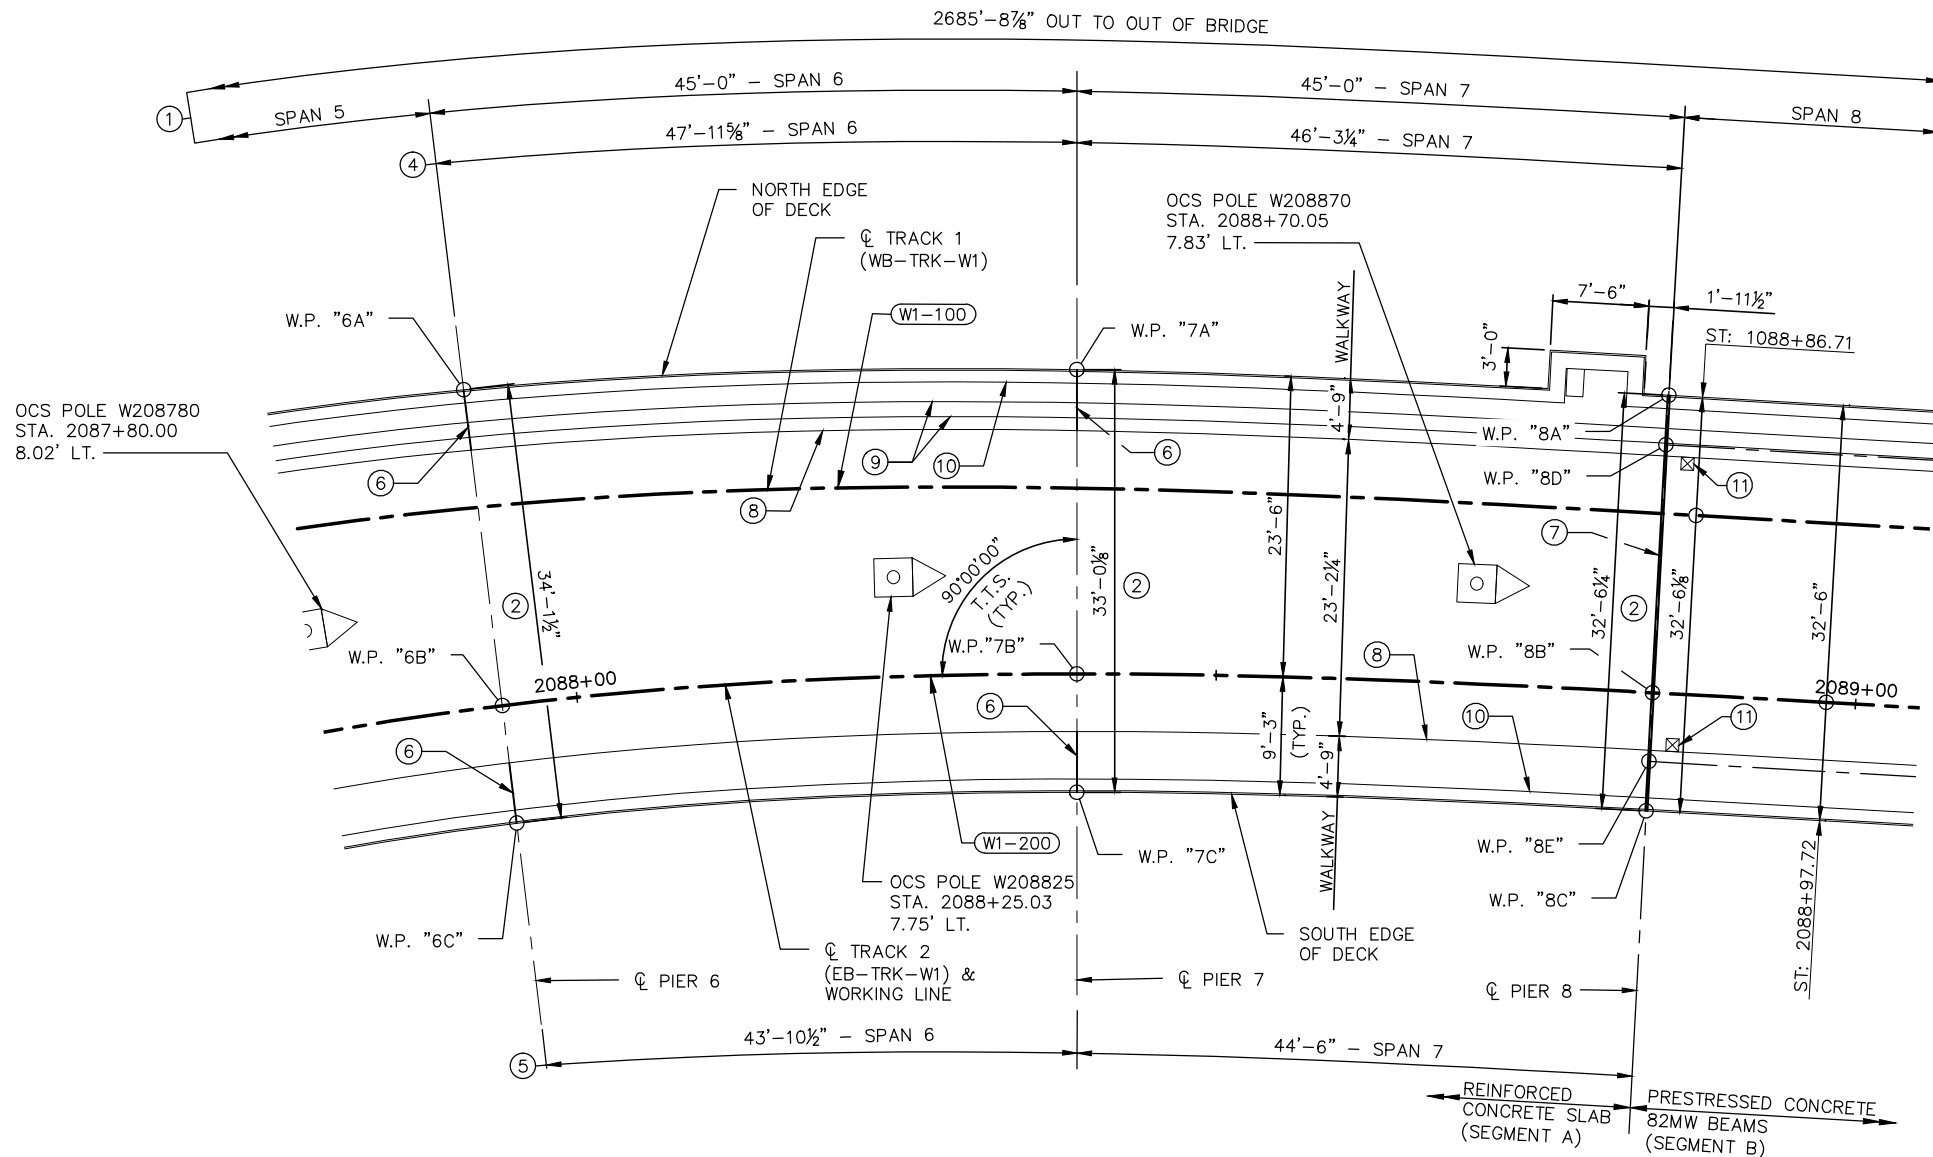 2685'-8⅞" OUT TO OUT OF BRIDGE
45'-0" - SPAN 6
45'-0" - SPAN 7
1
SPAN 5
SPAN 8
47'-11⅝" - SPAN 6
46'-3¼" - SPAN 7
4
NORTH EDGE
OF DECK
OCS POLE W208870
STA. 2088+70.05
7.83' LT.
℄ TRACK 1
(WB-TRK-W1)
W1-100
W.P. "6A"
W.P. "7A"
WALKWAY
7'-6"
1'-11½"
3'-0"
ST: 1088+86.71
OCS POLE W208780
STA. 2087+80.00
8.02' LT.
4'-9"
W.P. "8A"
6
9
10
6
W.P. "8D"
11
8
7
23'-6"
23'-2¼"
90°00'00"
T.T.S.
(TYP.)
33'-0⅛"
2
34'-1½"
2
32'-6¼"
2
32'-6⅛"
32'-6"
W.P. "6B"
W.P."7B"
8
W.P. "8B"
2088+00
2089+00
6
6
9'-3"
(TYP.)
4'-9"
10
11
WALKWAY
W1-200
W.P. "7C"
W.P. "8E"
W.P. "8C"
ST: 2088+97.72
OCS POLE W208825
STA. 2088+25.03
7.75' LT.
W.P. "6C"
℄ TRACK 2
(EB-TRK-W1) &
WORKING LINE
SOUTH EDGE
OF DECK
℄ PIER 6
℄ PIER 7
℄ PIER 8
43'-10½" - SPAN 6
44'-6" - SPAN 7
5
REINFORCED
CONCRETE SLAB
(SEGMENT A)
PRESTRESSED CONCRETE
82MW BEAMS
(SEGMENT B)